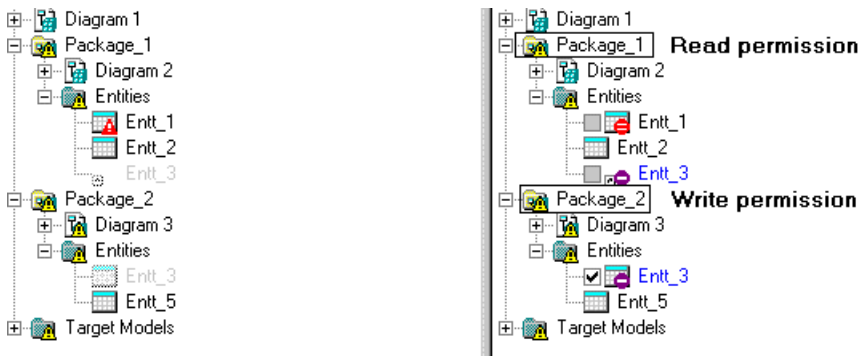 Diagram 1
Package_1
Diagram 2
Entities
Entt_1
Entt_2
Entt_3
Package_2
Diagram 3
Entities
Entt_3
Entt_5
Target Models
Diagram 1
Package_1 Read permission
Diagram 2
Entities
Entt_1
Entt_2
Entt_3
Package_2 Write permission
Diagram 3
Entities
Entt_3
Entt_5
Target Models